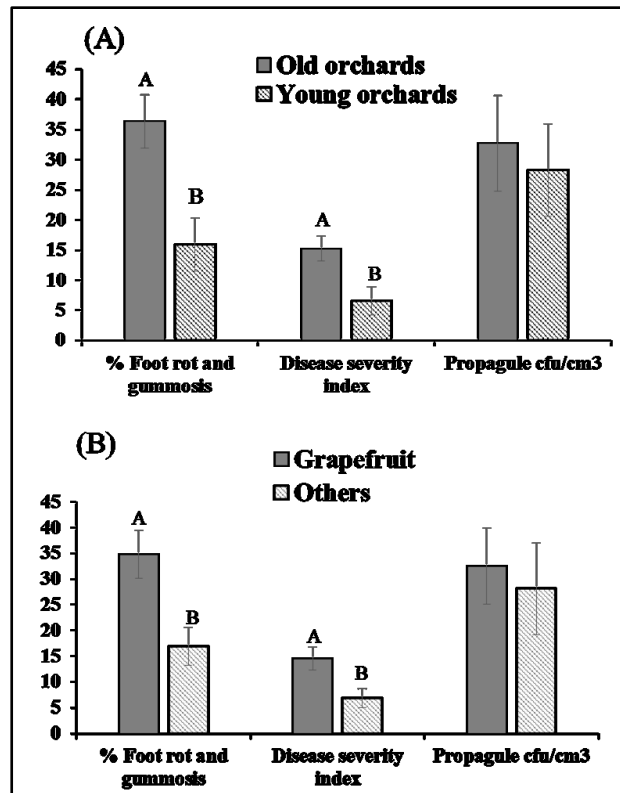 (A)
Old orchards
Young orchards
45
40
35
30
25
20
15
10
5
0
A
B
A
B
% Foot rot and
gummosis
Disease severity
index
Propagule cfu/cm3
(B)
Grapefruit
Others
45
40
35
30
25
20
15
10
5
0
A
B
A
B
% Foot rot and
gummosis
Disease severity
index
Propagule cfu/cm3